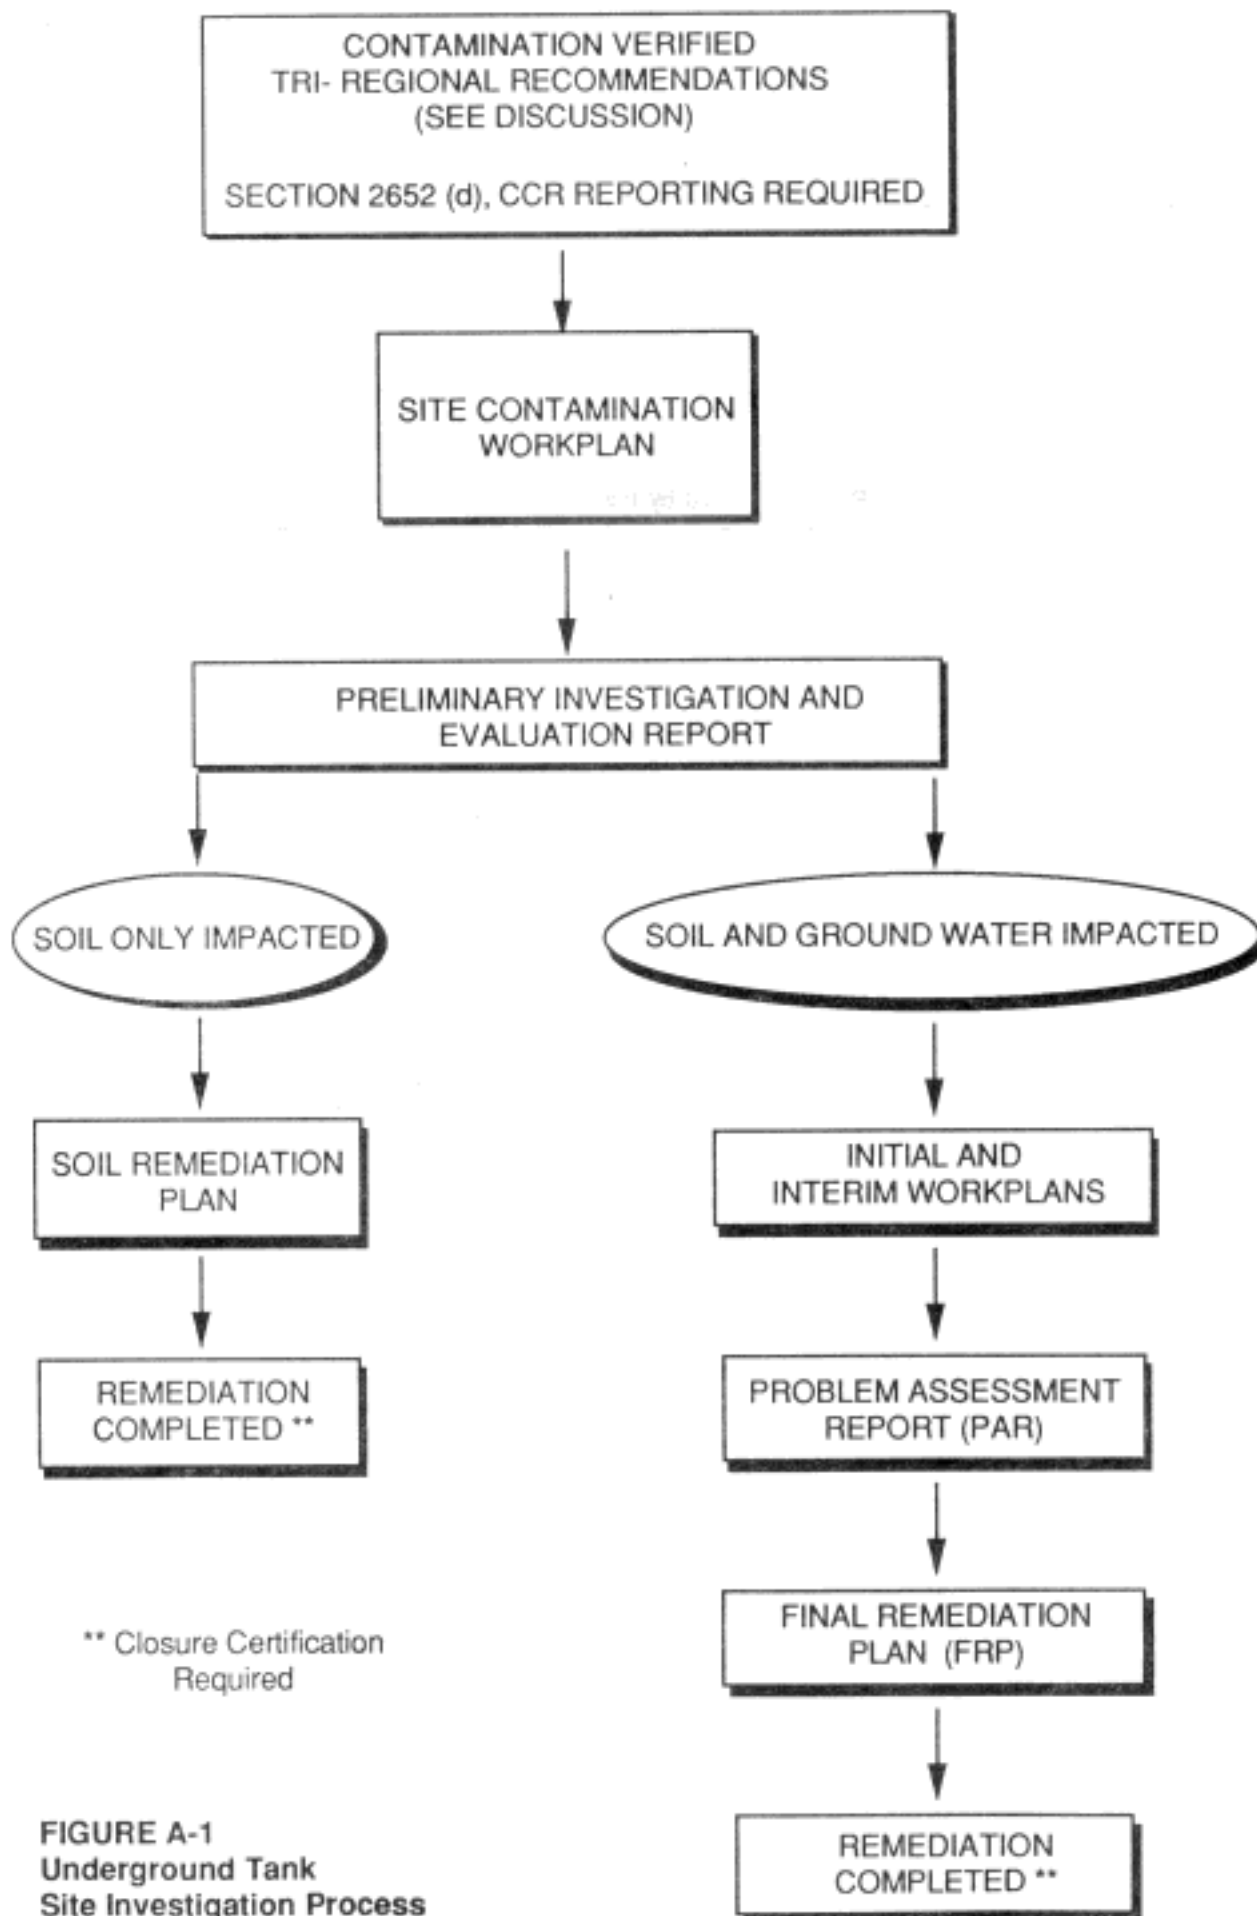 CONTAMINATION VERIFIED
TRI- REGIONAL RECOMMENDATIONS
(SEE DISCUSSION)
SECTION 2652 (d), CCR REPORTING REQUIRED
SITE CONTAMINATION
WORKPLAN
PRELIMINARY INVESTIGATION AND
EVALUATION REPORT
SOIL ONLY IMPACTED
SOIL AND GROUND WATER IMPACTED
SOIL REMEDIATION
PLAN
INITIAL AND
INTERIM WORKPLANS
REMEDIATION
COMPLETED **
PROBLEM ASSESSMENT
REPORT (PAR)
FINAL REMEDIATION
PLAN (FRP)
** Closure Certification
Required
REMEDIATION
COMPLETED **
FIGURE A-1
Underground Tank
Site Investigation Process